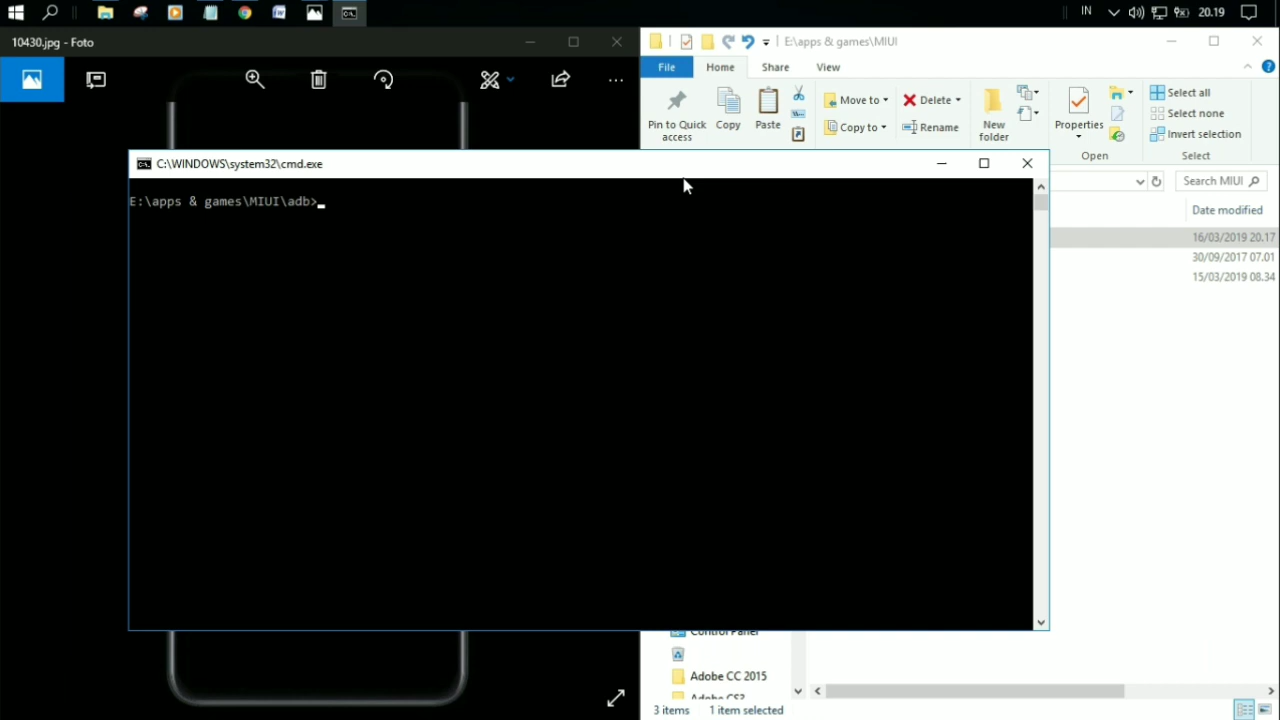 IN
20.19
10430.jpg - Foto
E:\apps & games\MIUI
File
Home
Share
View
Pin to Quick access
Copy
Paste
Move to
Copy to
Delete
Rename
New folder
Properties
Open
Select all
Select none
Invert selection
Select
C:\WINDOWS\system32\cmd.exe
E:\apps & games\MIUI\adb>
Search MIUI
Date modified
16/03/2019 20.17
30/09/2017 07.01
15/03/2019 08.34
Control Panel
Adobe CC 2015
Adobe CS3
3 items
1 item selected